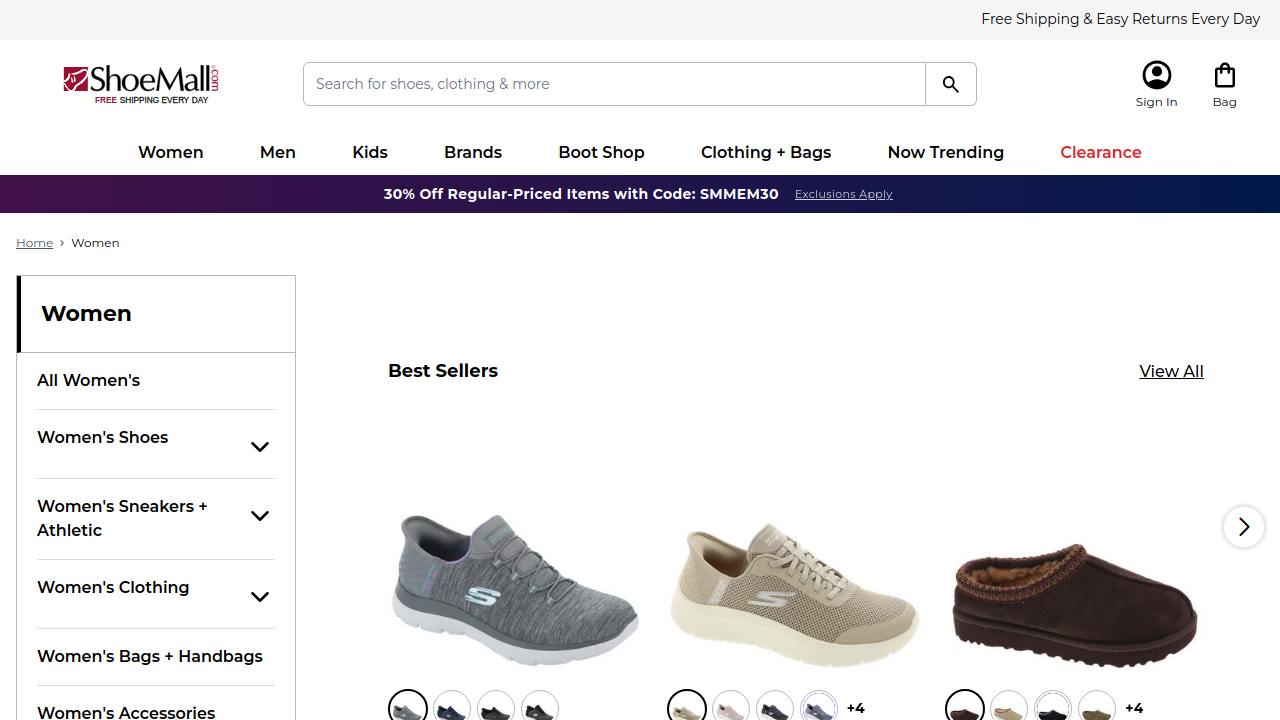 Free Shipping & Easy Returns Every Day
ShoeMall.com
FREE SHIPPING EVERY DAY
Search for shoes, clothing & more
Sign In
Bag
Women
Men
Kids
Brands
Boot Shop
Clothing + Bags
Now Trending
Clearance
30% Off Regular-Priced Items with Code: SMMEM30 Exclusions Apply
Home › Women
Women
All Women's
Women's Shoes
Women's Sneakers +
Athletic
Women's Clothing
Women's Bags + Handbags
Women's Accessories
Best Sellers
View All
+4
+4